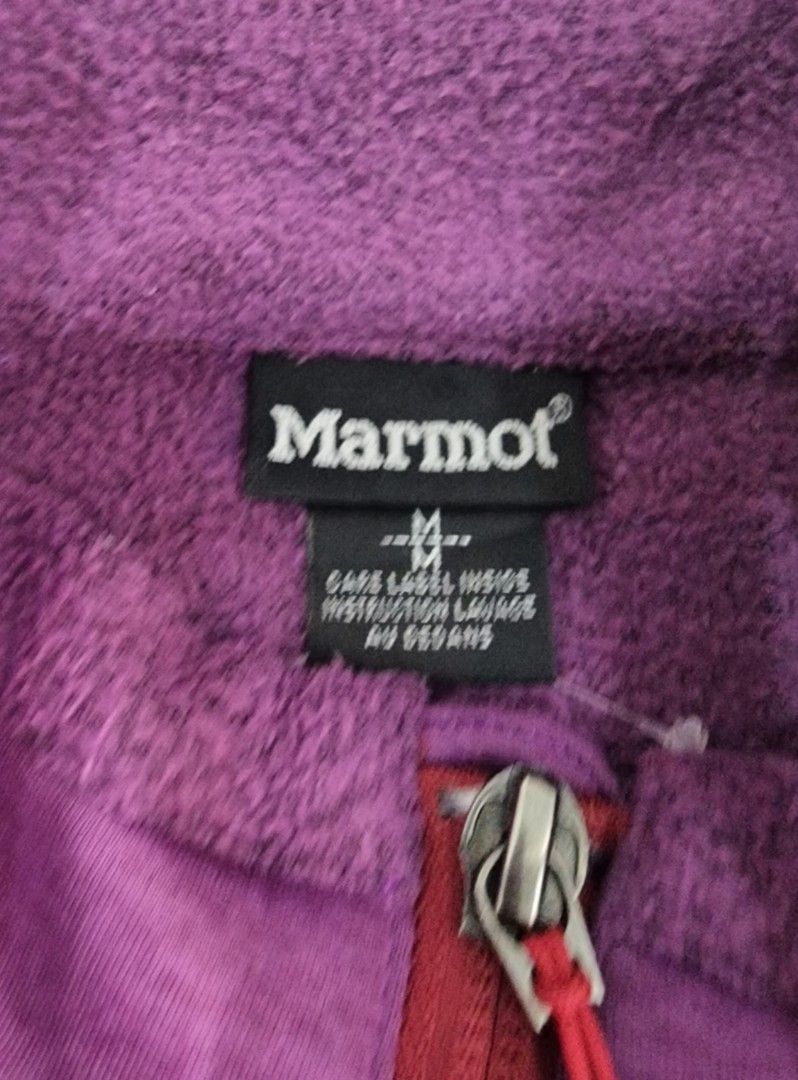 Marmot®
M
M
CARE LABEL INSIDE
INSTRUCTION LAVAGE
AU DEDANS